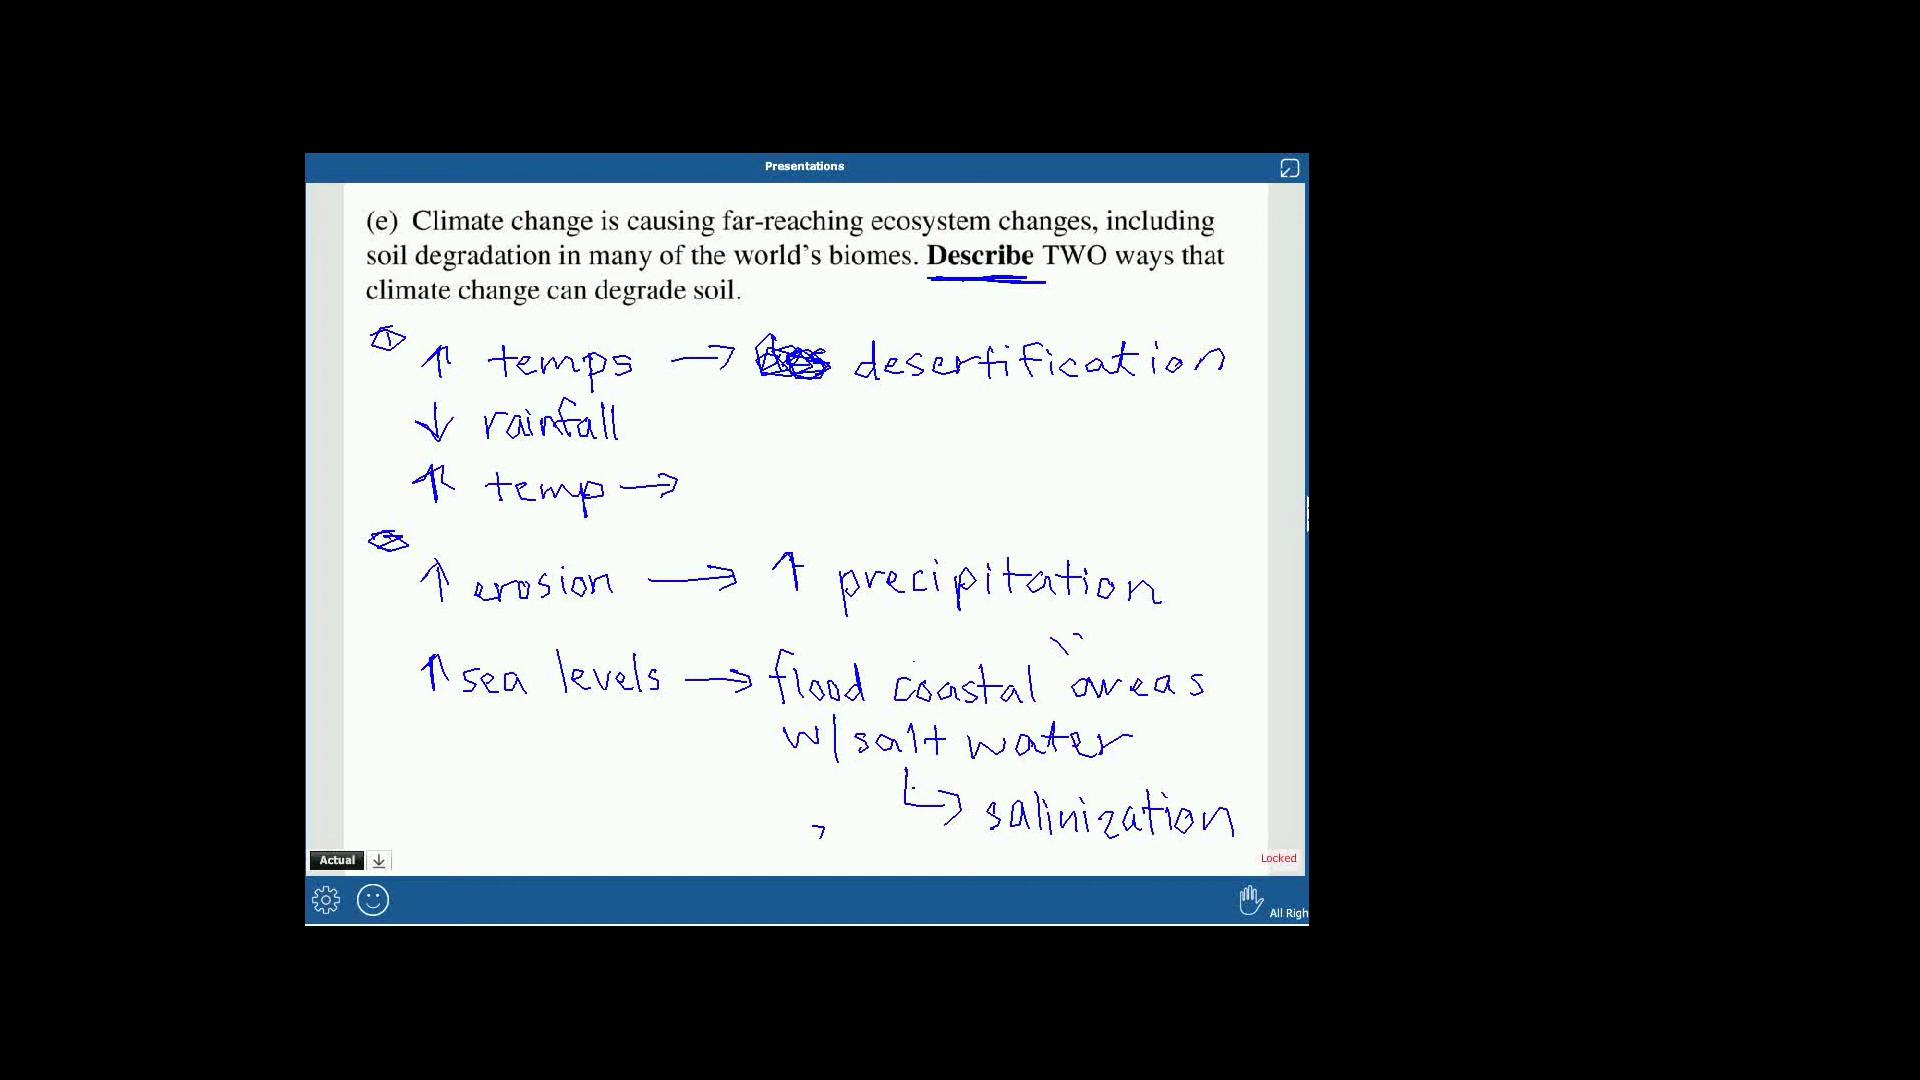 Presentations
(e) Climate change is causing far-reaching ecosystem changes, including
soil degradation in many of the world's biomes. Describe TWO ways that
climate change can degrade soil.
① ↑ temps → desertification
↓ rainfall
↑ temp →
② ↑ erosion → ↑ precipitation
↑ sea levels → flood coastal areas
w/ salt water
↳ salinization
Actual
Locked
All Righ